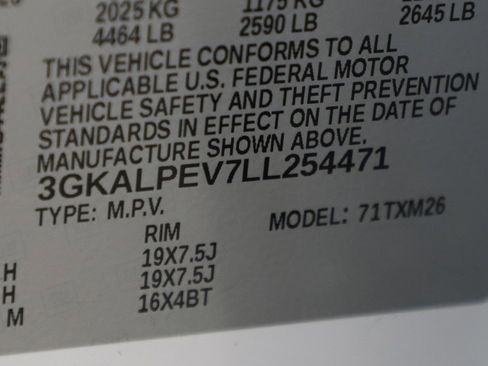 2025 KG 1175 KG
4464 LB 2590 LB 2645 LB
THIS VEHICLE CONFORMS TO ALL
APPLICABLE U.S. FEDERAL MOTOR
VEHICLE SAFETY AND THEFT PREVENTION
STANDARDS IN EFFECT ON THE DATE OF
MANUFACTURE SHOWN ABOVE.
3GKALPEV7LL254471
TYPE: M.P.V. MODEL: 71TXM26
RIM
H 19X7.5J
H 19X7.5J
M 16X4BT